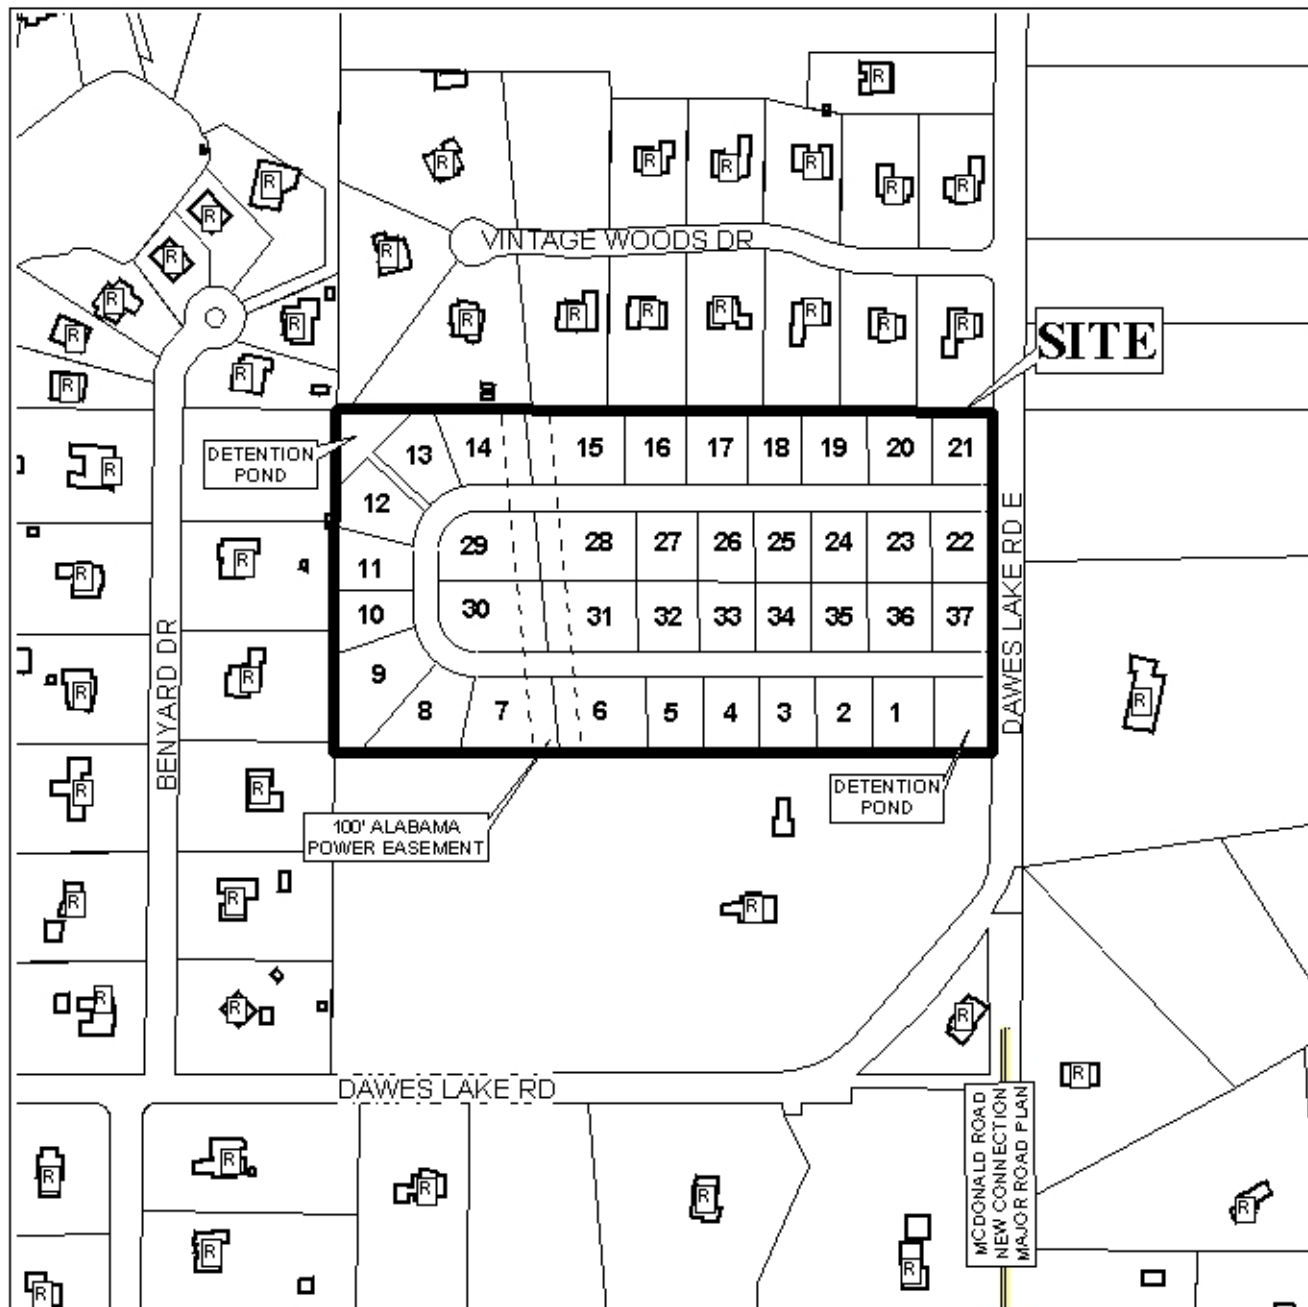 R
R R R R R
R R
R
R
VINTAGE WOODS DR
R
R
R
R R R R R R R R
R
SITE
R
R
DETENTION
POND
13 14 15 16 17 18 19 20 21
R
12
DAWES LAKE RD E
29 28 27 26 25 24 23 22
R
11
R
10
30 31 32 33 34 35 36 37
BENYARD DR
R
9
R
8 7 6 5 4 3 2 1
R
R
R
DETENTION
POND
100' ALABAMA
POWER EASEMENT
R
R
R
R
R
R
DAWES LAKE RD
R
MCDONALD ROAD
NEW CONNECTION
MAJOR ROAD PLAN
R
R
R
R
R
R
R
R
R